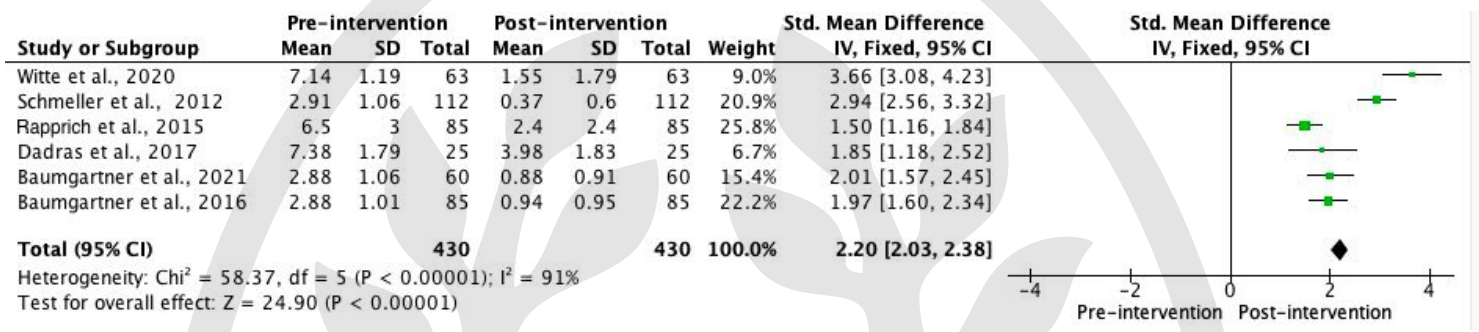 Pre-intervention Post-intervention Std. Mean Difference Std. Mean Difference
Study or Subgroup Mean SD Total Mean SD Total Weight IV, Fixed, 95% CI IV, Fixed, 95% CI
Witte et al., 2020 7.14 1.19 63 1.55 1.79 63 9.0% 3.66 [3.08, 4.23]
Schmeller et al., 2012 2.91 1.06 112 0.37 0.6 112 20.9% 2.94 [2.56, 3.32]
Rapprich et al., 2015 6.5 3 85 2.4 2.4 85 25.8% 1.50 [1.16, 1.84]
Dadras et al., 2017 7.38 1.79 25 3.98 1.83 25 6.7% 1.85 [1.18, 2.52]
Baumgartner et al., 2021 2.88 1.06 60 0.88 0.91 60 15.4% 2.01 [1.57, 2.45]
Baumgartner et al., 2016 2.88 1.01 85 0.94 0.95 85 22.2% 1.97 [1.60, 2.34]
Total (95% CI) 430 430 100.0% 2.20 [2.03, 2.38]
Heterogeneity: Chi² = 58.37, df = 5 (P < 0.00001); I² = 91%
Test for overall effect: Z = 24.90 (P < 0.00001)
-4 -2 0 2 4
Pre-intervention Post-intervention